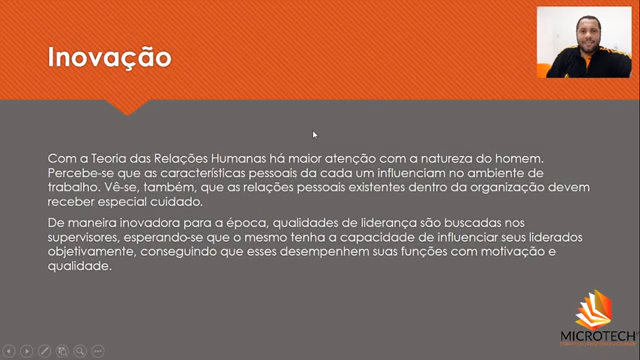 Inovação
Com a Teoria das Relações Humanas há maior atenção com a natureza do homem.
Percebe-se que as características pessoais da cada um influenciam no ambiente de
trabalho. Vê-se, também, que as relações pessoais existentes dentro da organização devem
receber especial cuidado.
De maneira inovadora para a época, qualidades de liderança são buscadas nos
supervisores, esperando-se que o mesmo tenha a capacidade de influenciar seus liderados
objetivamente, conseguindo que esses desempenhem suas funções com motivação e
qualidade.
MICROTECH